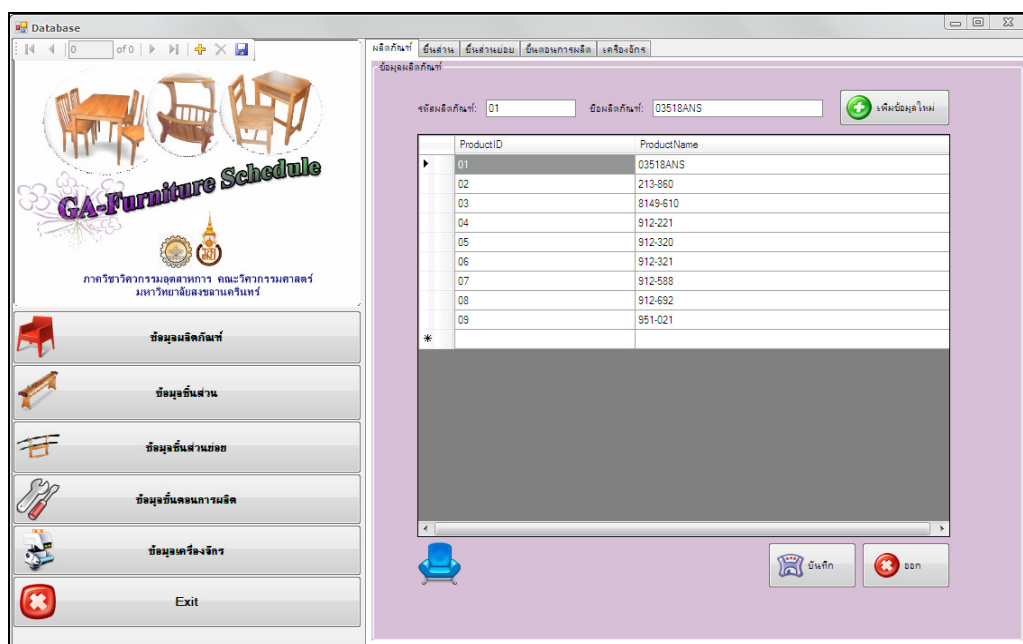 Database
0 of 0
GA-Furniture Schedule
ภาควิชาวิศวกรรมอุตสาหการ คณะวิศวกรรมศาสตร์
มหาวิทยาลัยสงขลานครินทร์
ข้อมูลผลิตภัณฑ์
ข้อมูลชิ้นส่วน
ข้อมูลชิ้นส่วนย่อย
ข้อมูลขั้นตอนการผลิต
ข้อมูลเครื่องจักร
Exit
ผลิตภัณฑ์ ชิ้นส่วน ชิ้นส่วนย่อย ขั้นตอนการผลิต เครื่องจักร
ข้อมูลผลิตภัณฑ์
รหัสผลิตภัณฑ์: 01 ชื่อผลิตภัณฑ์: 03518ANS เพิ่มข้อมูลใหม่
ProductID ProductName
01 03518ANS
02 213-860
03 8149-610
04 912-221
05 912-320
06 912-321
07 912-588
08 912-692
09 951-021
บันทึก ออก